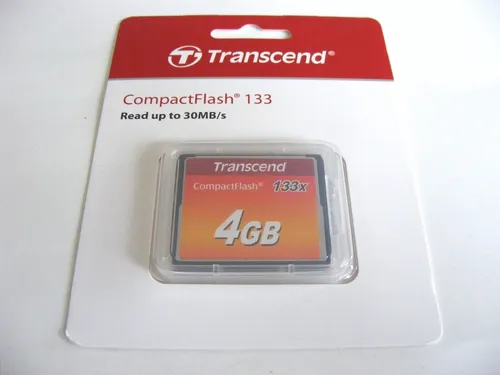 Transcend®
CompactFlash® 133
Read up to 30MB/s
Transcend
CompactFlash® 133x
4GB